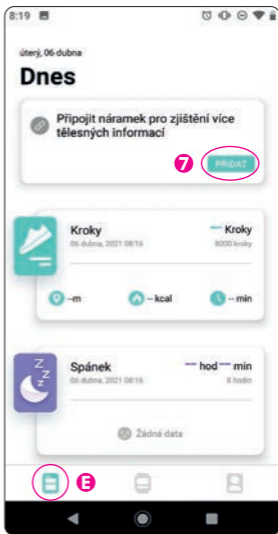 8:19
úterý, 06 dubna
Dnes
Připojit náramek pro zjištění více
tělesných informací
7 PŘIDAT
Kroky
Kroky
06 dubna, 2021 08:16
8000 kroky
--m
-- kcal
-- min
Z
Z
Z
Spánek
-- hod -- min
06 dubna, 2021 08:16
8 hodin
Žádná data
E